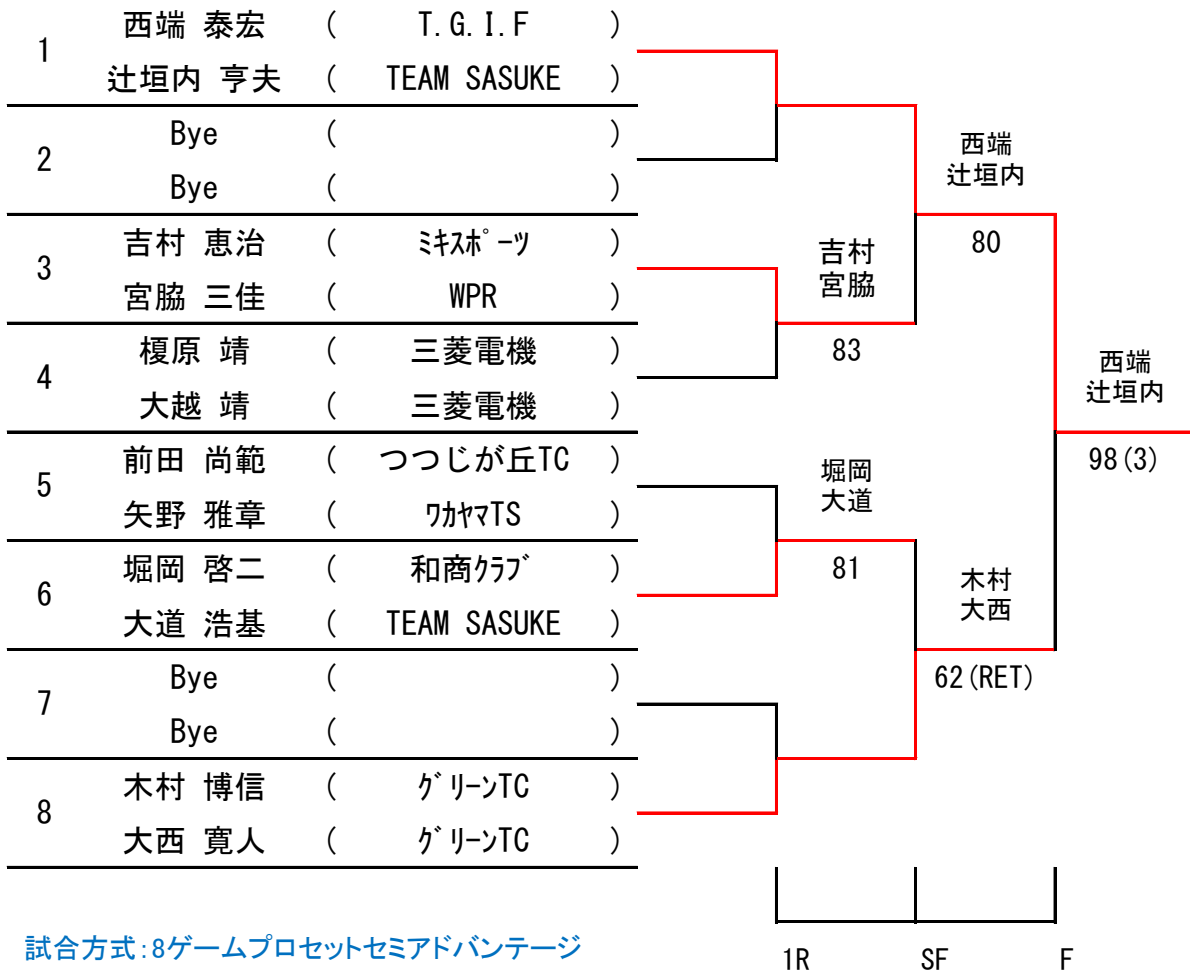 1
西端 泰宏 ( T.G.I.F )
辻垣内 亨夫 ( TEAM SASUKE )
2
Bye ( )
Bye ( )
3
吉村 恵治 ( ﾐｷｽﾎﾟｰﾂ )
宮脇 三佳 ( WPR )
4
榎原 靖 ( 三菱電機 )
大越 靖 ( 三菱電機 )
5
前田 尚範 ( つつじが丘TC )
矢野 雅章 ( ﾜｶﾔﾏTS )
6
堀岡 啓二 ( 和商ｸﾗﾌﾞ )
大道 浩基 ( TEAM SASUKE )
7
Bye ( )
Bye ( )
8
木村 博信 ( ｸﾞﾘｰﾝTC )
大西 寛人 ( ｸﾞﾘｰﾝTC )
吉村
宮脇
83
堀岡
大道
81
西端
辻垣内
80
木村
大西
62(RET)
西端
辻垣内
98(3)
試合方式:8ゲームプロセットセミアドバンテージ
1R SF F